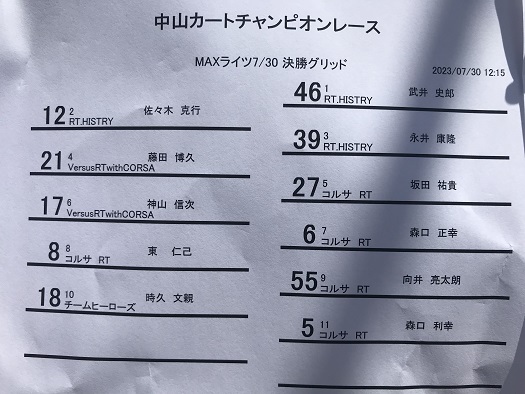 中山カートチャンピオンレース
MAXライツ7/30 決勝グリッド
2023/07/30 12:15
46 1 RT.HISTRY 武井 史郎
12 2 RT.HISTRY 佐々木 克行
39 3 RT.HISTRY 永井 康隆
21 4 VersusRTwithCORSA 藤田 博久
27 5 コルサ RT 坂田 祐貴
17 6 VersusRTwithCORSA 神山 信次
6 7 コルサ RT 森口 正幸
8 8 コルサ RT 東 仁己
55 9 コルサ RT 向井 亮太朗
18 10 チームヒーローズ 時久 文親
5 11 コルサ RT 森口 利幸